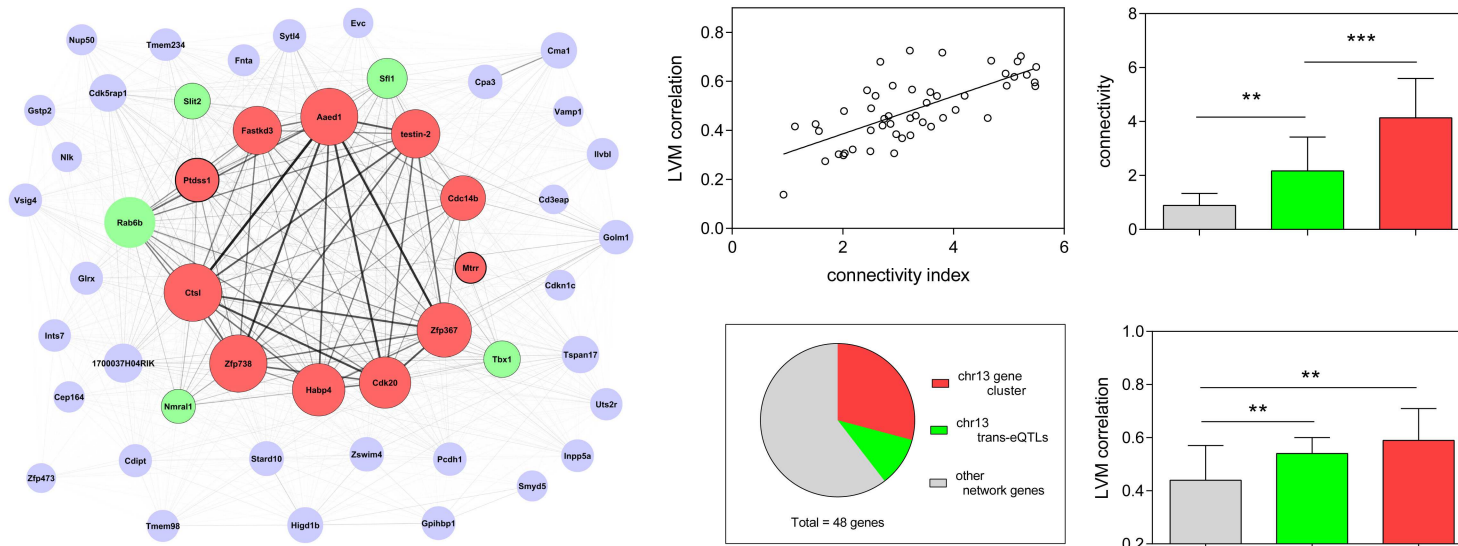 Evc
Nup50
Tmem234
Sytl4
Cma1
Fnta
Cdk5rap1
Sfl1
Cpa3
Gstp2
Slit2
Vamp1
Aaed1
Fastkd3
testin-2
Nlk
Ilvbl
Ptdss1
Vsig4
Cdc14b
Cd3eap
Rab6b
Golm1
Mtrr
Glrx
Cdkn1c
Ctsl
Zfp367
Ints7
1700037H04RIK
Zfp738
Tbx1
Tspan17
Habp4
Cdk20
Cep164
Nmral1
Uts2r
Cdipt
Stard10
Zswim4
Pcdh1
Inpp5a
Zfp473
Smyd5
Tmem98
Higd1b
Gpihbp1
LVM correlation
0.8
0.6
0.4
0.2
0.0
0
2
4
6
connectivity index
connectivity
8
6
4
2
0
**
***
chr13 gene
cluster
chr13
trans-eQTLs
other
network genes
Total = 48 genes
LVM correlation
1.0
0.8
0.6
0.4
0.2
**
**